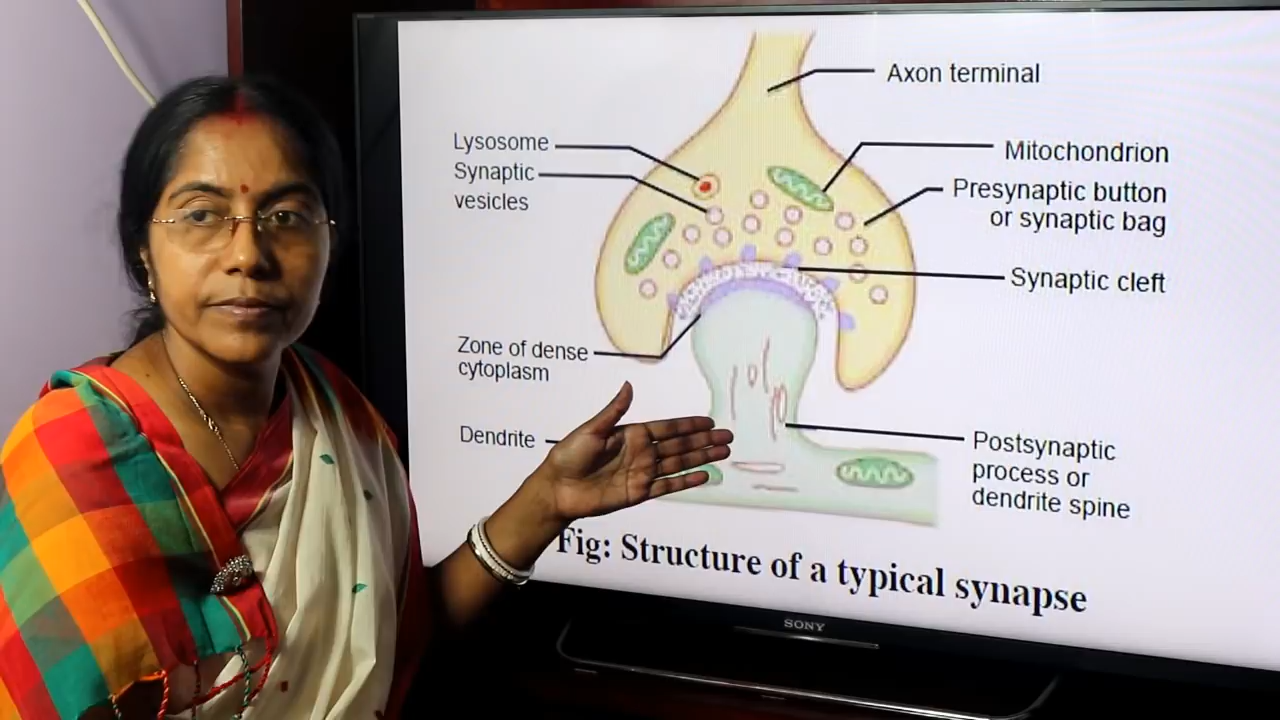 Axon terminal
Lysosome
Mitochondrion
Synaptic
vesicles
Presynaptic button
or synaptic bag
Synaptic cleft
Zone of dense
cytoplasm
Dendrite
Postsynaptic
process or
dendrite spine
Fig: Structure of a typical synapse
SONY